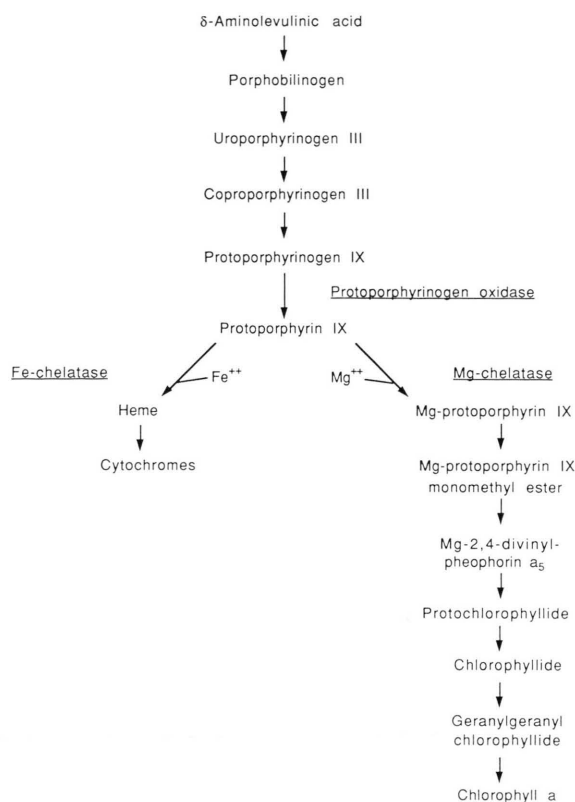 δ-Aminolevulinic acid
Porphobilinogen
Uroporphyrinogen III
Coproporphyrinogen III
Protoporphyrinogen IX
Protoporphyrinogen oxidase
Protoporphyrin IX
Fe-chelatase
Fe++
Mg++
Mg-chelatase
Heme
Mg-protoporphyrin IX
Cytochromes
Mg-protoporphyrin IX
monomethyl ester
Mg-2,4-divinyl-
pheophorin a5
Protochlorophyllide
Chlorophyllide
Geranylgeranyl
chlorophyllide
Chlorophyll a